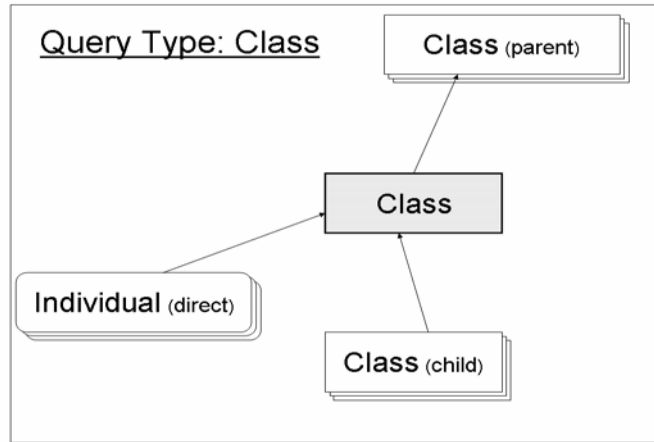 Query Type: Class
Class (parent)
Class
Individual (direct)
Class (child)